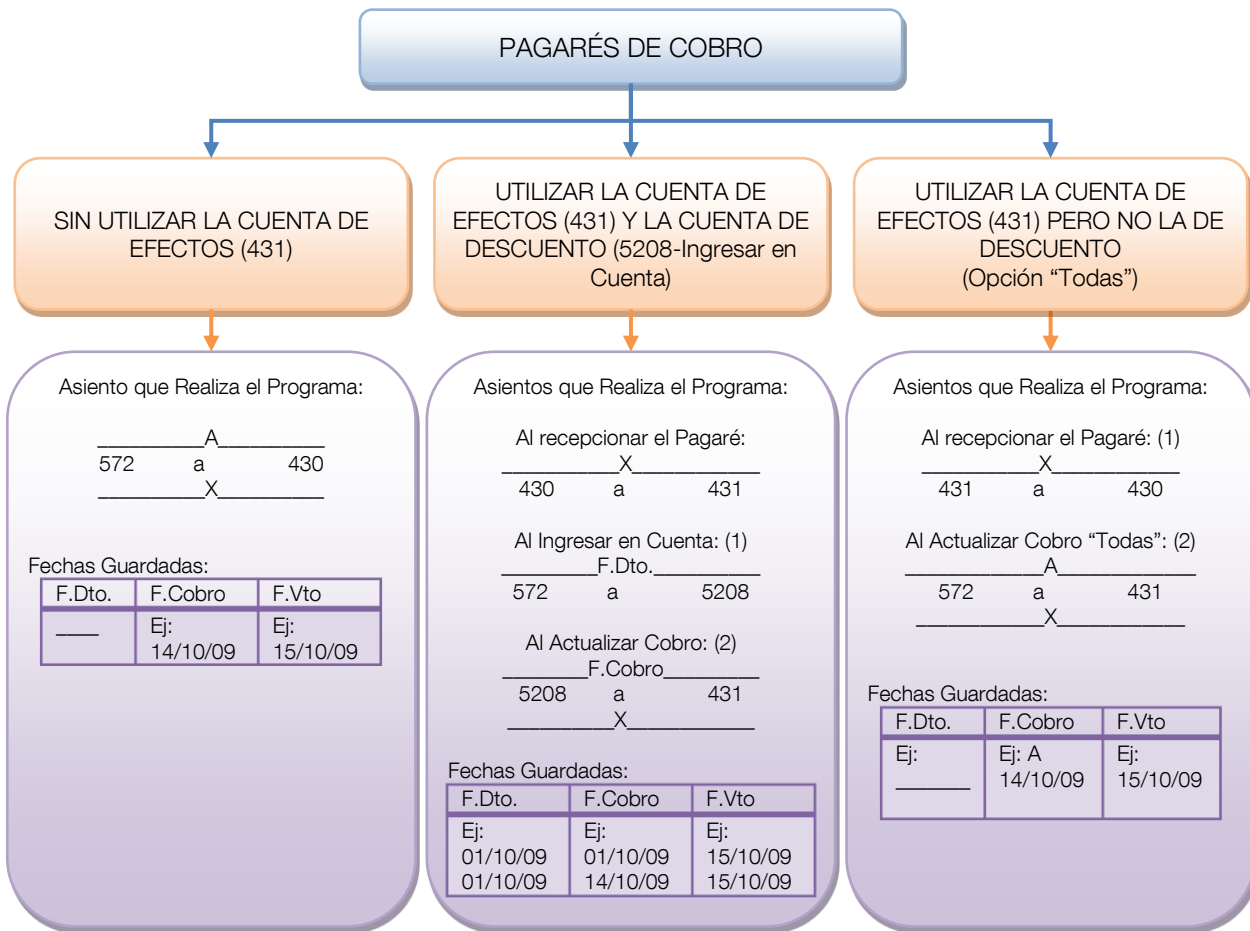 PAGARÉS DE COBRO
SIN UTILIZAR LA CUENTA DE
EFECTOS (431)
Asiento que Realiza el Programa:
__________A__________
572 a 430
__________X__________
Fechas Guardadas:
F.Dto. F.Cobro F.Vto
____ Ej: Ej:
14/10/09 15/10/09
UTILIZAR LA CUENTA DE
EFECTOS (431) Y LA CUENTA DE
DESCUENTO (5208-Ingresar en
Cuenta)
Asientos que Realiza el Programa:
Al recepcionar el Pagaré:
___________X____________
430 a 431
Al Ingresar en Cuenta: (1)
_________F.Dto.__________
572 a 5208
Al Actualizar Cobro: (2)
________F.Cobro_________
5208 a 431
__________X____________
Fechas Guardadas:
F.Dto. F.Cobro F.Vto
Ej: Ej: Ej:
01/10/09 01/10/09 15/10/09
01/10/09 14/10/09 15/10/09
UTILIZAR LA CUENTA DE
EFECTOS (431) PERO NO LA DE
DESCUENTO
(Opción “Todas”)
Asientos que Realiza el Programa:
Al recepcionar el Pagaré: (1)
___________X____________
431 a 430
Al Actualizar Cobro “Todas”: (2)
_____________A_____________
572 a 431
____________X____________
Fechas Guardadas:
F.Dto. F.Cobro F.Vto
Ej: Ej: A Ej:
_______ 14/10/09 15/10/09